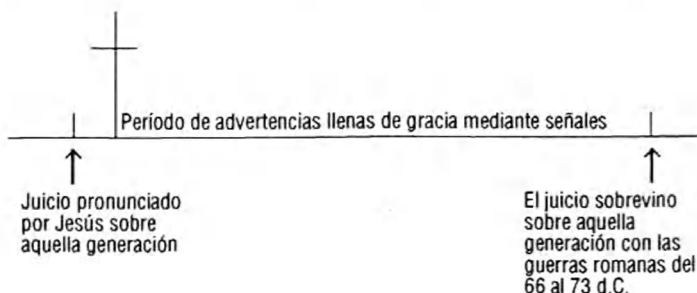 Período de advertencias llenas de gracia mediante señales
Juicio pronunciado
por Jesús sobre
aquella generación
El juicio sobrevino
sobre aquella
generación con las
guerras romanas del
66 al 73 d.C.